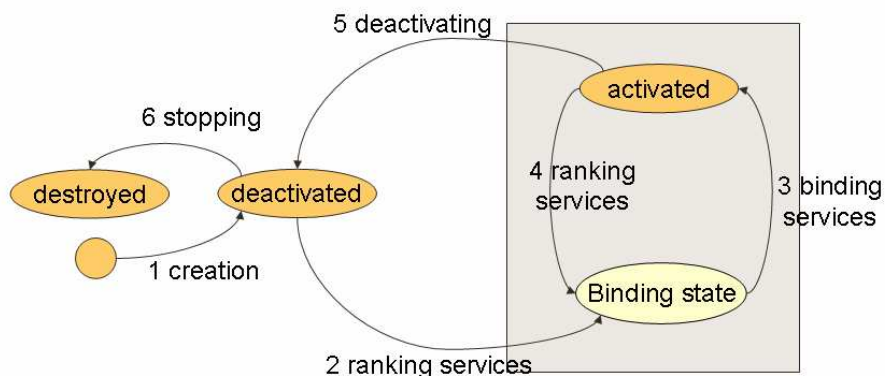 5 deactivating
activated
6 stopping
4 ranking
services
3 binding
services
destroyed
deactivated
1 creation
Binding state
2 ranking services